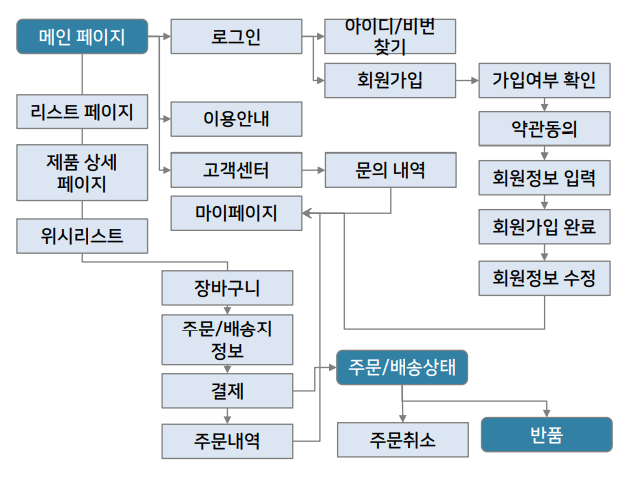 메인 페이지
로그인
아이디/비번
찾기
회원가입
가입여부 확인
리스트 페이지
이용안내
약관동의
제품 상세
페이지
고객센터
문의 내역
회원정보 입력
마이페이지
위시리스트
회원가입 완료
장바구니
회원정보 수정
주문/배송지
정보
주문/배송상태
결제
주문내역
주문취소
반품